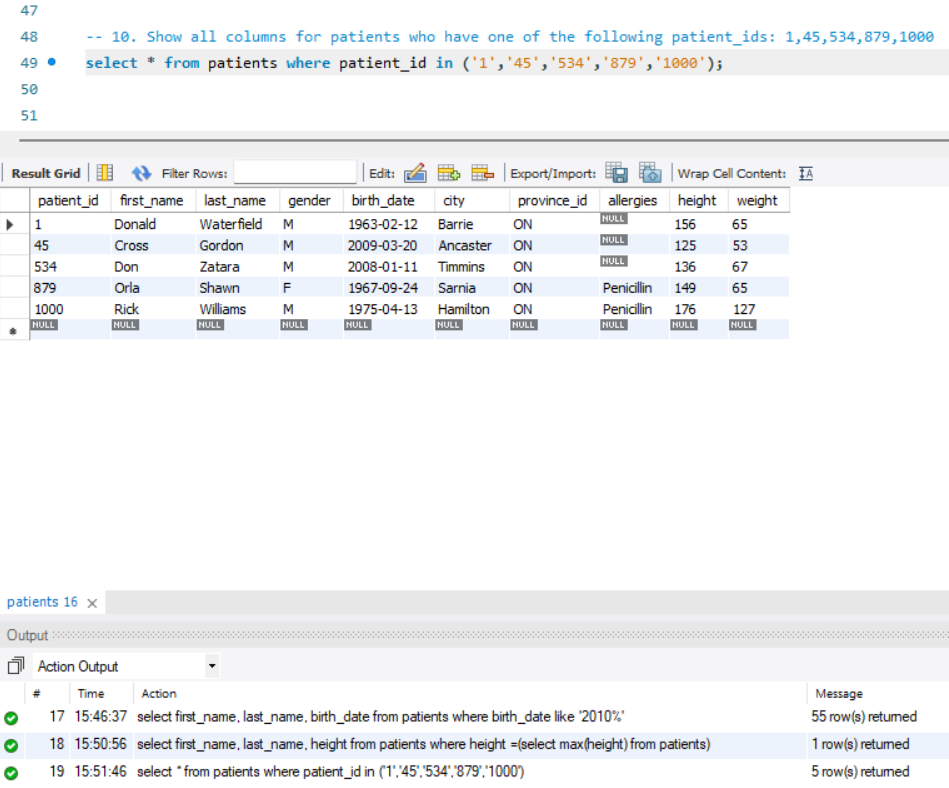 47
48 -- 10. Show all columns for patients who have one of the following patient_ids: 1,45,534,879,1000
49 select * from patients where patient_id in ('1','45','534','879','1000');
50
51
Result Grid Filter Rows: Edit: Export/Import: Wrap Cell Content: IA
patient_id first_name last_name gender birth_date city province_id allergies height weight
1 Donald Waterfield M 1963-02-12 Barrie ON NULL 156 65
45 Cross Gordon M 2009-03-20 Ancaster ON NULL 125 53
534 Don Zatara M 2008-01-11 Timmins ON NULL 136 67
879 Orla Shawn F 1967-09-24 Sarnia ON Penicillin 149 65
1000 Rick Williams M 1975-04-13 Hamilton ON Penicillin 176 127
NULL NULL NULL NULL NULL NULL NULL NULL NULL NULL
patients 16
Output
Action Output
# Time Action Message
17 15:46:37 select first_name, last_name, birth_date from patients where birth_date like '2010%' 55 row(s) returned
18 15:50:56 select first_name, last_name, height from patients where height =(select max(height) from patients) 1 row(s) returned
19 15:51:46 select * from patients where patient_id in ('1','45','534','879','1000') 5 row(s) returned